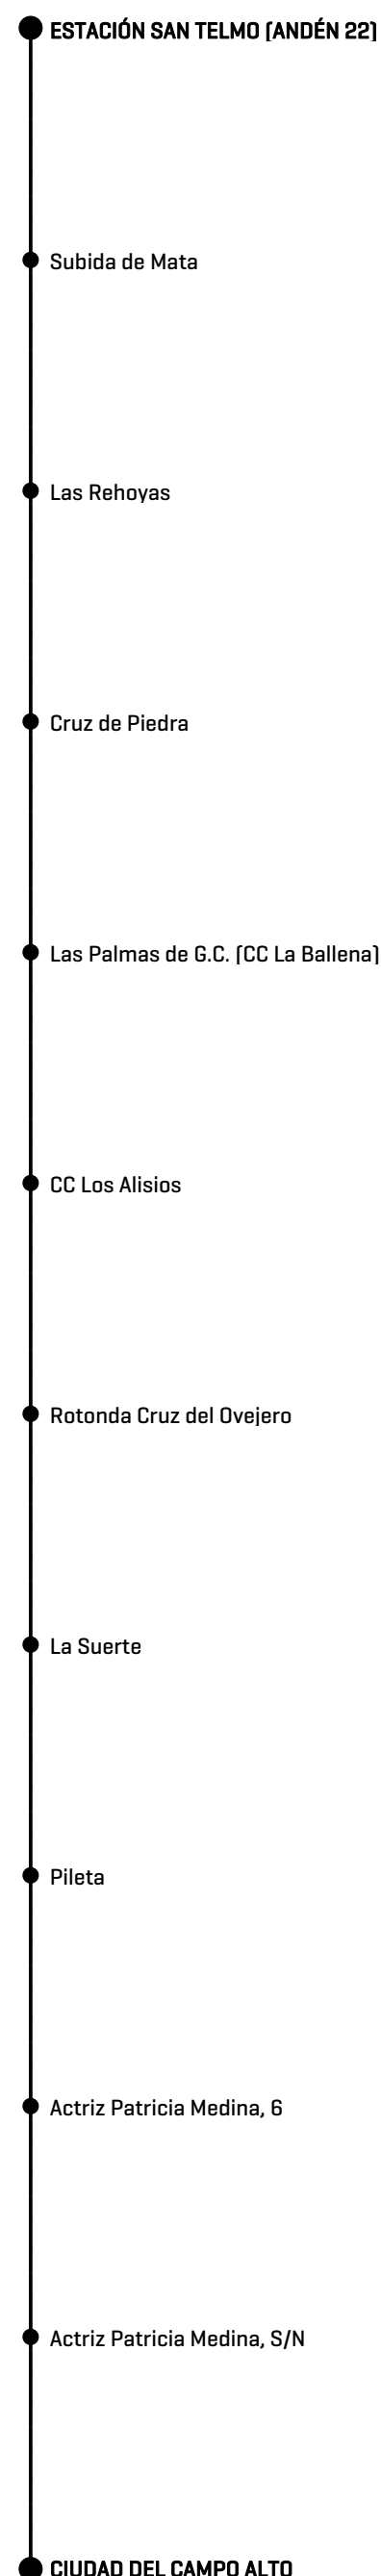 ESTACIÓN SAN TELMO (ANDÉN 22)
Subida de Mata
Las Rehoyas
Cruz de Piedra
Las Palmas de G.C. (CC La Ballena)
CC Los Alisios
Rotonda Cruz del Ovejero
La Suerte
Pileta
Actriz Patricia Medina, 6
Actriz Patricia Medina, S/N
CIUDAD DEL CAMPO ALTO